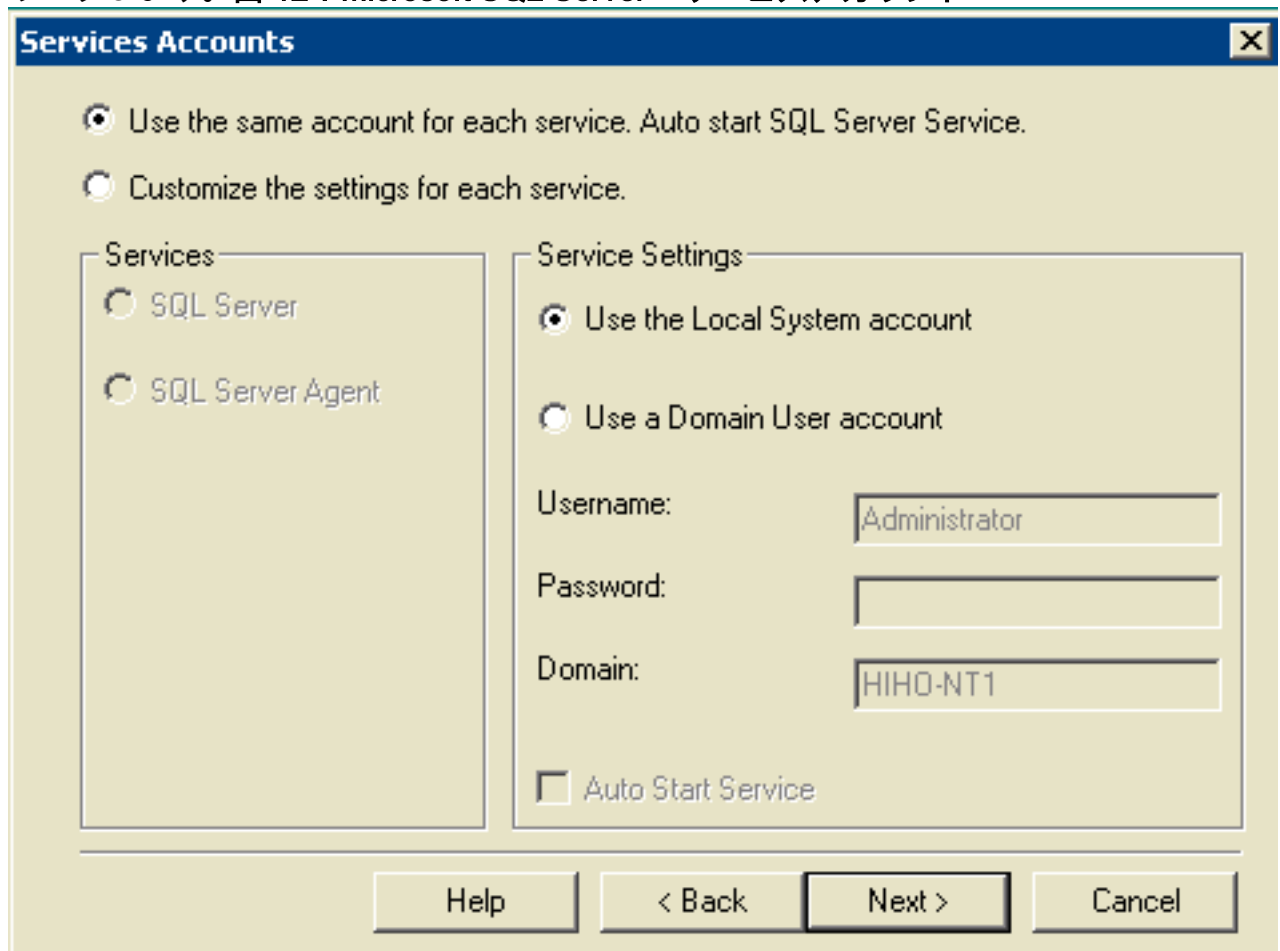 Services Accounts
Use the same account for each service. Auto start SQL Server Service.
Customize the settings for each service.
Services
SQL Server
SQL Server Agent
Service Settings
Use the Local System account
Use a Domain User account
Username:
Administrator
Password:
Domain:
HIHO-NT1
Auto Start Service
Help
< Back
Next >
Cancel